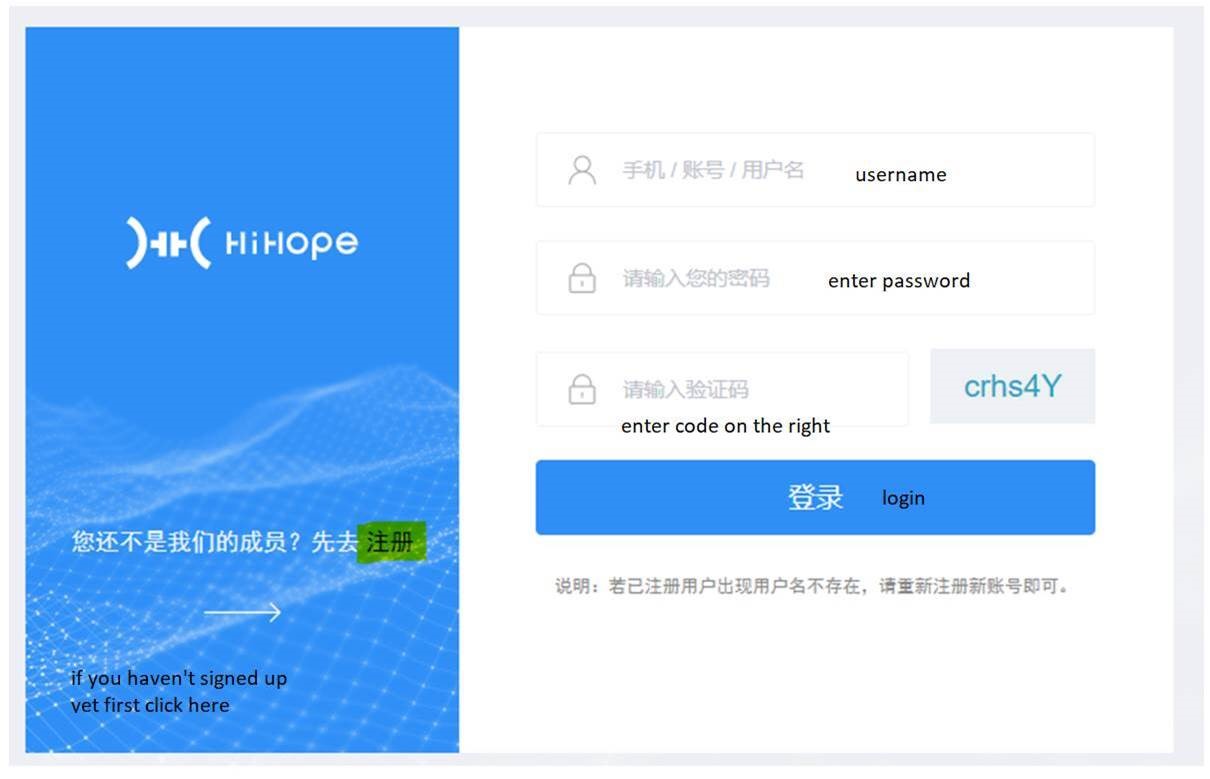 HiHope
您还不是我们的成员？先去 注册
if you haven't signed up
yet first click here
手机 / 账号 / 用户名 username
请输入您的密码 enter password
请输入验证码 crhs4Y
enter code on the right
登录 login
说明：若已注册用户出现用户名不存在，请重新注册新账号即可。